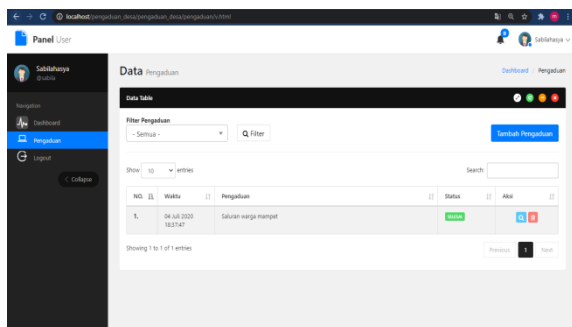 localhost/pengaduan_desa/pengaduan_desa/pengaduan/v.html
Panel User
Sabilahasya
Sabilahasya
@sabila
Data Pengaduan
Dashboard / Pengaduan
Navigation
Dashboard
Pengaduan
Logout
Collapse
Data Table
Filter Pengaduan
- Semua -
Filter
Tambah Pengaduan
Show 10 entries
Search:
NO. Waktu Pengaduan Status Aksi
1. 04 Juli 2020 Saluran warga mampet
18:37:47
Showing 1 to 1 of 1 entries
Previous 1 Next